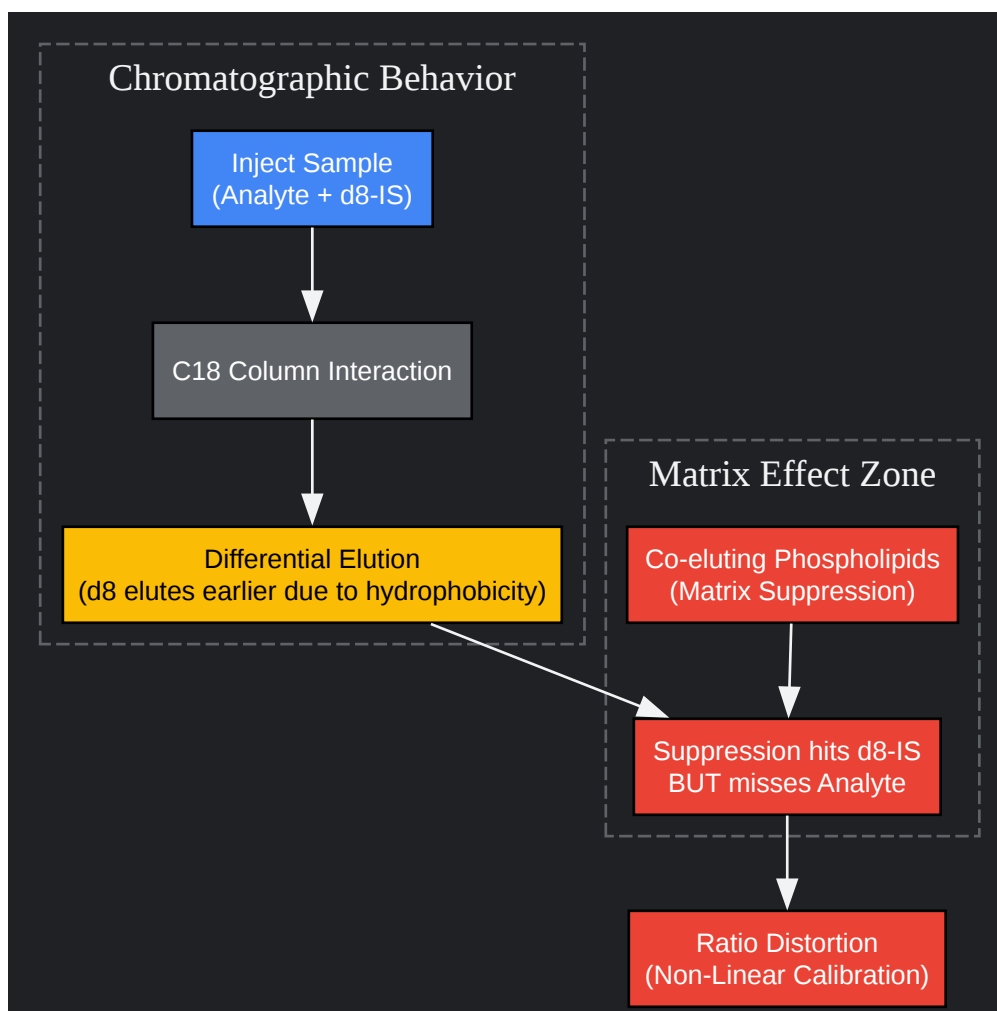 Chromatographic Behavior
Inject Sample
(Analyte + d8-IS)
C18 Column Interaction
Differential Elution
(d8 elutes earlier due to hydrophobicity)
Matrix Effect Zone
Co-eluting Phospholipids
(Matrix Suppression)
Suppression hits d8-IS
BUT misses Analyte
Ratio Distortion
(Non-Linear Calibration)